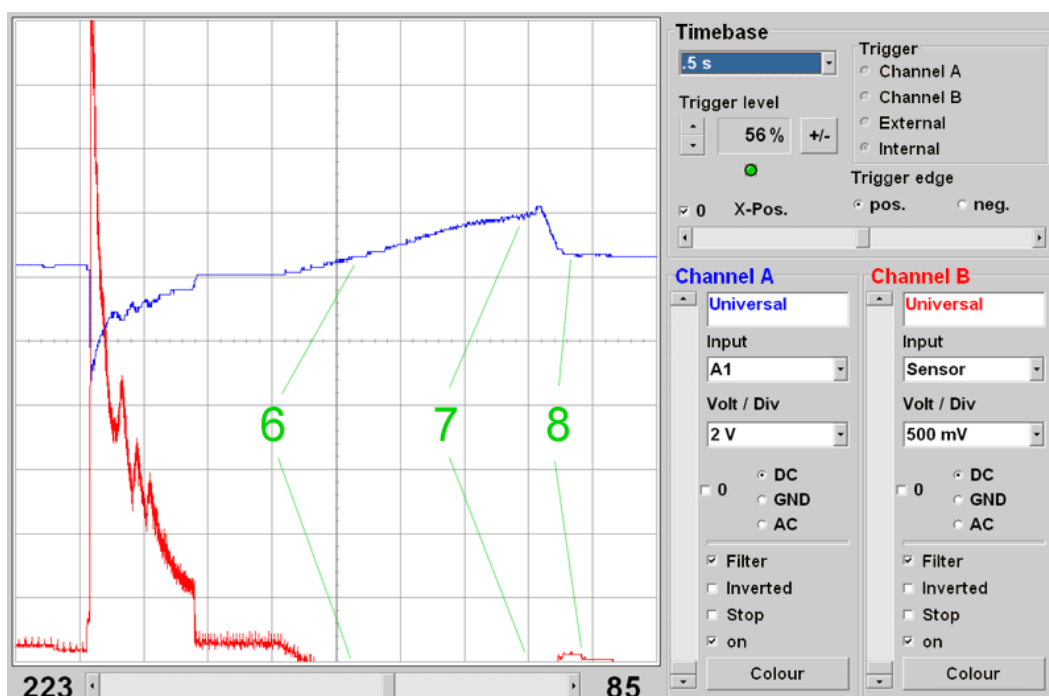 Timebase
.5 s
Trigger level
56 %
+/-
0
X-Pos.
Trigger
Channel A
Channel B
External
Internal
Trigger edge
pos.
neg.
6
7
8
Channel A
Universal
Input
A1
Volt / Div
2 V
0
DC
GND
AC
Filter
Inverted
Stop
on
Colour
Channel B
Universal
Input
Sensor
Volt / Div
500 mV
0
DC
GND
AC
Filter
Inverted
Stop
on
Colour
223
85